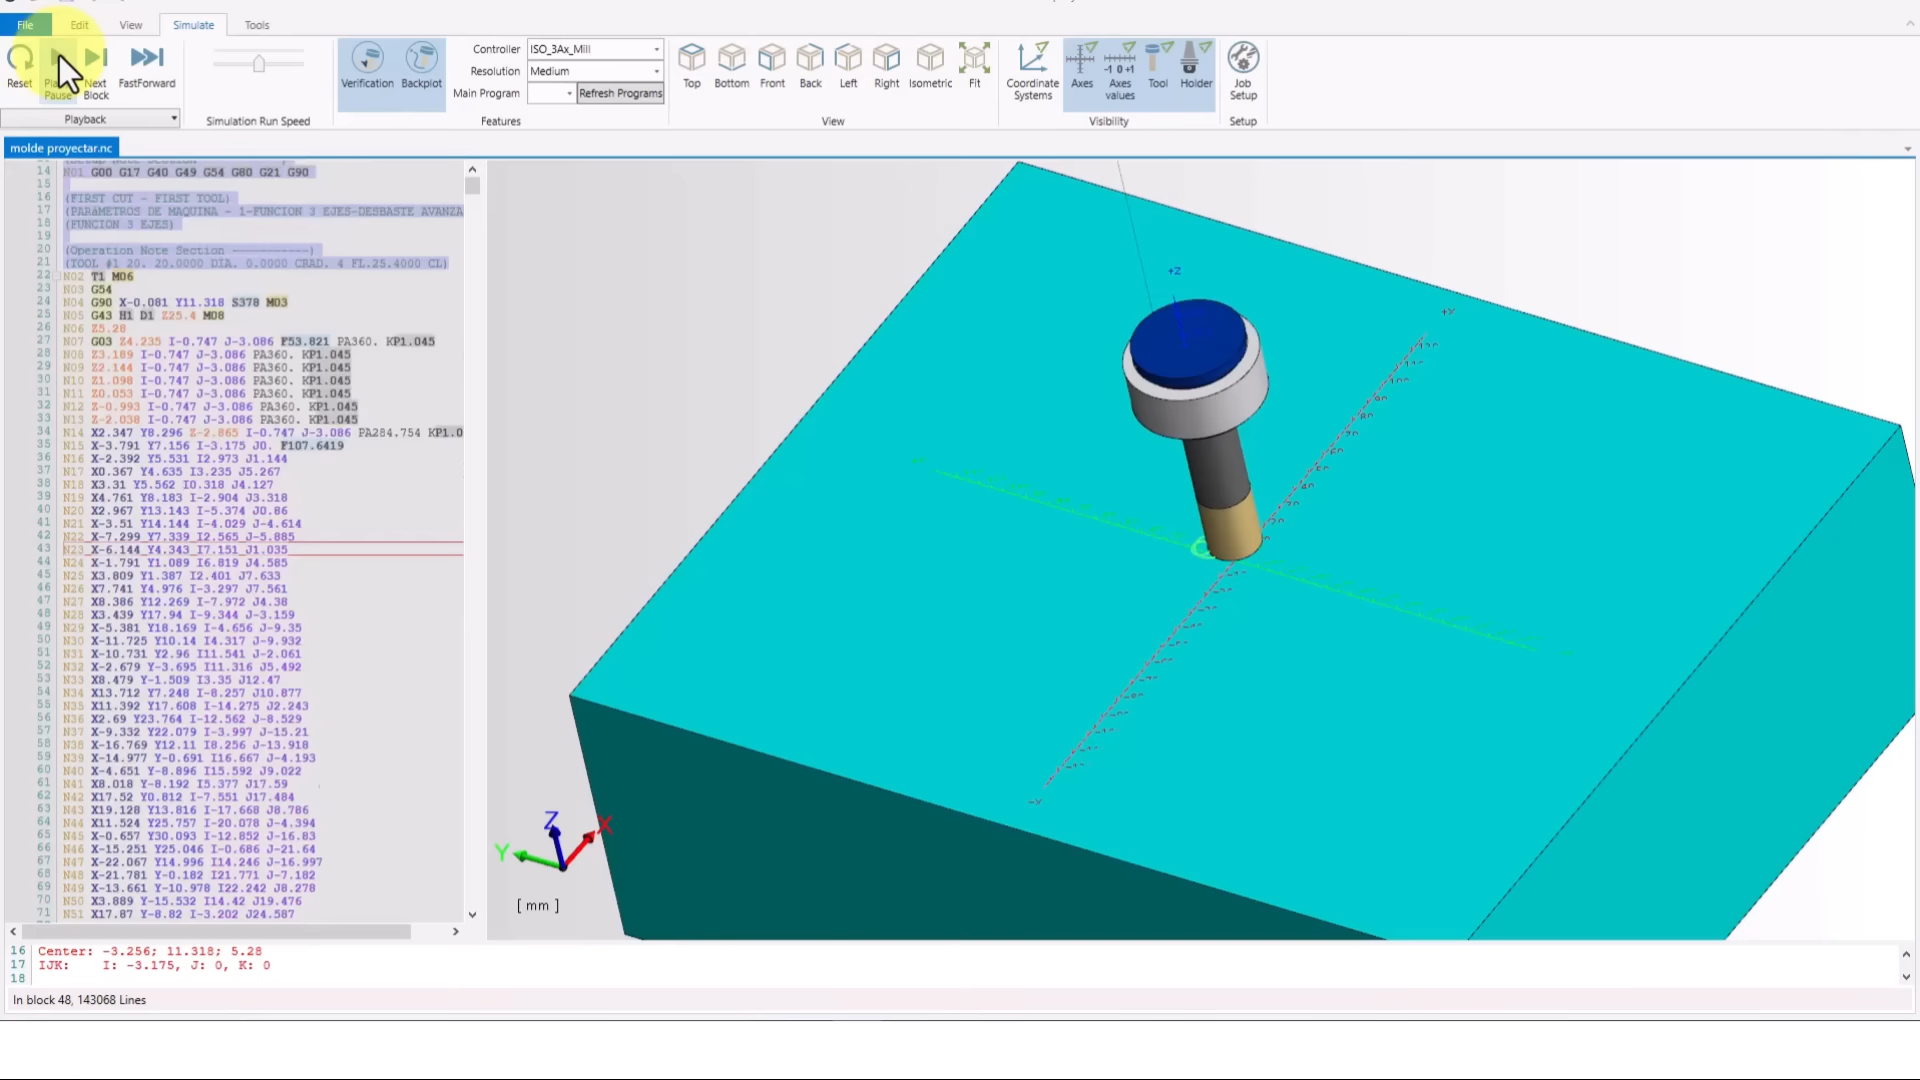 File Edit View Simulate Tools
Reset Play Pause Next Block FastForward
Playback
Simulation Run Speed
Verification Backplot
Controller ISO_3Ax_Mill
Resolution Medium
Main Program Refresh Programs
Features
Top Bottom Front Back Left Right Isometric Fit
View
Coordinate Systems Axes Axes values Tool Holder
-1 0 +1
Visibility
Job Setup
Setup
molde proyectar.nc
14 N01 G00 G17 G40 G49 G54 G80 G21 G90
15
16 (FIRST CUT - FIRST TOOL)
17 (PARáMETROS DE MAQUINA - 1-FUNCION 3 EJES-DESBASTE AVANZA
18 (FUNCION 3 EJES)
19
20 (Operation Note Section -----------)
21 (TOOL #1 20. 20.0000 DIA. 0.0000 CRAD. 4 FL.25.4000 CL)
22 N02 T1 M06
23 N03 G54
24 N04 G90 X-0.081 Y11.318 S378 M03
25 N05 G43 H1 D1 Z25.4 M08
26 N06 Z5.28
27 N07 G03 Z4.235 I-0.747 J-3.086 F53.821 PA360. KP1.045
28 N08 Z3.189 I-0.747 J-3.086 PA360. KP1.045
29 N09 Z2.144 I-0.747 J-3.086 PA360. KP1.045
30 N10 Z1.098 I-0.747 J-3.086 PA360. KP1.045
31 N11 Z0.053 I-0.747 J-3.086 PA360. KP1.045
32 N12 Z-0.993 I-0.747 J-3.086 PA360. KP1.045
33 N13 Z-2.038 I-0.747 J-3.086 PA360. KP1.045
34 N14 X2.347 Y8.296 Z-2.865 I-0.747 J-3.086 PA284.754 KP1.0
35 N15 X-3.791 Y7.156 I-3.175 J0. F107.6419
36 N16 X-2.392 Y5.531 I2.973 J1.144
37 N17 X0.367 Y4.635 I3.235 J5.267
38 N18 X3.31 Y5.562 I0.318 J4.127
39 N19 X4.761 Y8.183 I-2.904 J3.318
40 N20 X2.967 Y13.143 I-5.374 J0.86
41 N21 X-3.51 Y14.144 I-4.029 J-4.614
42 N22 X-7.299 Y7.339 I2.565 J-5.885
43 N23 X-6.144 Y4.343 I7.151 J1.035
44 N24 X-1.791 Y1.089 I6.819 J4.585
45 N25 X3.809 Y1.387 I2.401 J7.633
46 N26 X7.741 Y4.976 I-3.297 J7.561
47 N27 X8.386 Y12.269 I-7.972 J4.38
48 N28 X3.439 Y17.94 I-9.344 J-3.159
49 N29 X-5.381 Y18.169 I-4.656 J-9.35
50 N30 X-11.725 Y10.14 I4.317 J-9.932
51 N31 X-10.731 Y2.96 I11.541 J-2.061
52 N32 X-2.679 Y-3.695 I11.316 J5.492
53 N33 X8.479 Y-1.509 I3.35 J12.47
54 N34 X13.712 Y7.248 I-8.257 J10.877
55 N35 X11.392 Y17.608 I-14.275 J2.243
56 N36 X2.69 Y23.764 I-12.562 J-8.529
57 N37 X-9.332 Y22.079 I-3.997 J-15.21
58 N38 X-16.769 Y12.11 I8.256 J-13.918
59 N39 X-14.977 Y-0.691 I16.667 J-4.193
60 N40 X-4.651 Y-8.896 I15.592 J9.022
61 N41 X8.018 Y-8.192 I5.377 J17.59
62 N42 X17.52 Y0.812 I-7.551 J17.484
63 N43 X19.128 Y13.816 I-17.668 J8.786
64 N44 X11.524 Y25.757 I-20.078 J-4.394
65 N45 X-0.657 Y30.093 I-12.852 J-16.83
66 N46 X-15.251 Y25.046 I-0.686 J-21.64
67 N47 X-22.067 Y14.996 I14.246 J-16.997
68 N48 X-21.781 Y-0.182 I21.771 J-7.182
69 N49 X-13.661 Y-10.978 I22.242 J8.278
70 N50 X3.889 Y-15.532 I14.42 J19.476
71 N51 X17.87 Y-8.82 I-3.202 J24.587
+Z
+X
-X
Z
X
Y
[ mm ]
16 Center: -3.256; 11.318; 5.28
17 IJK: I: -3.175, J: 0, K: 0
18
In block 48, 143068 Lines